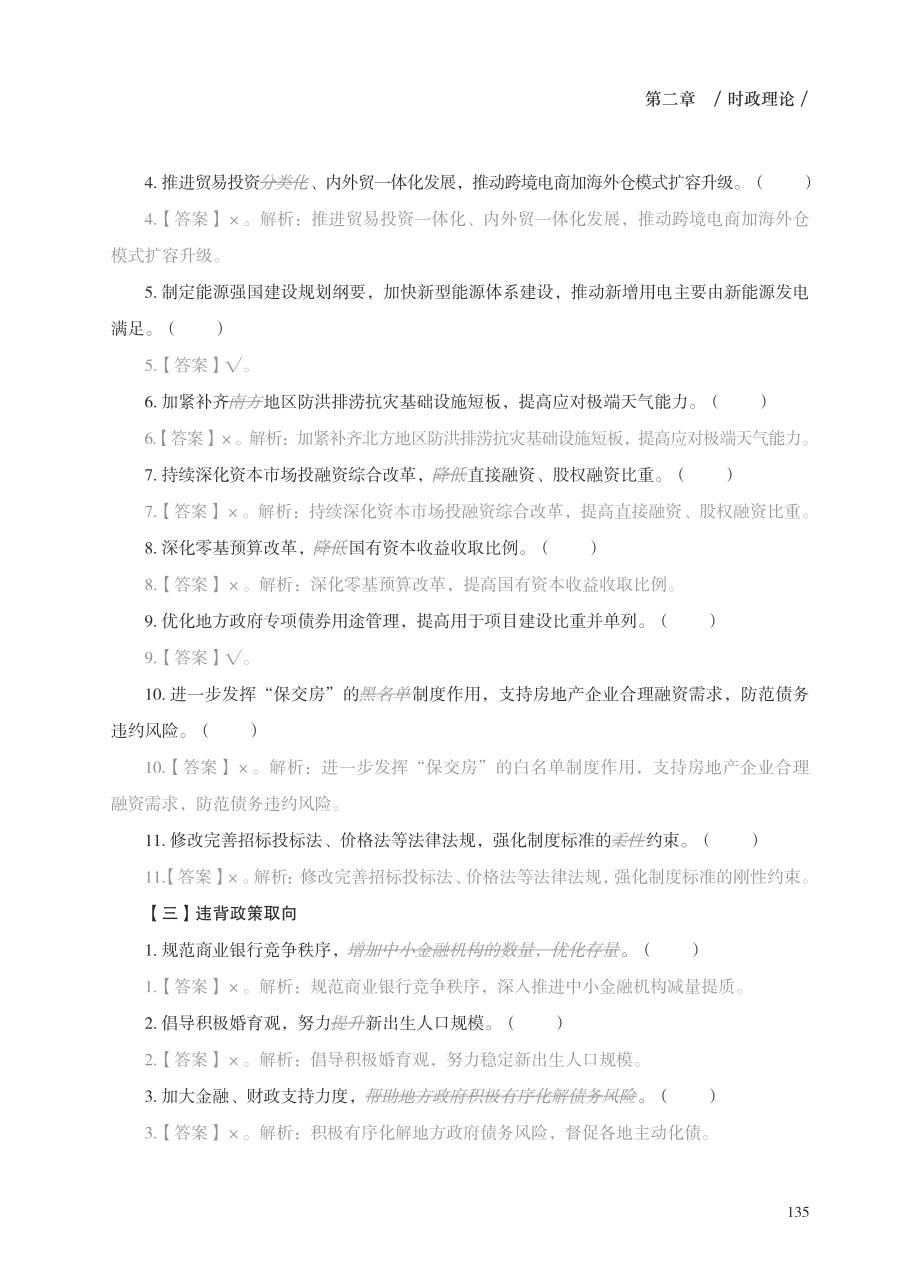 第二章 / 时政理论 /
4. 推进贸易投资分类化、内外贸一体化发展，推动跨境电商加海外仓模式扩容升级。（  ）
4.【答案】×。解析：推进贸易投资一体化、内外贸一体化发展，推动跨境电商加海外仓
模式扩容升级。
5. 制定能源强国建设规划纲要，加快新型能源体系建设，推动新增用电主要由新能源发电
满足。（  ）
5.【答案】√。
6. 加紧补齐南方地区防洪排涝抗灾基础设施短板，提高应对极端天气能力。（  ）
6.【答案】×。解析：加紧补齐北方地区防洪排涝抗灾基础设施短板，提高应对极端天气能力。
7. 持续深化资本市场投融资综合改革，降低直接融资、股权融资比重。（  ）
7.【答案】×。解析：持续深化资本市场投融资综合改革，提高直接融资、股权融资比重。
8. 深化零基预算改革，降低国有资本收益收取比例。（  ）
8.【答案】×。解析：深化零基预算改革，提高国有资本收益收取比例。
9. 优化地方政府专项债券用途管理，提高用于项目建设比重并单列。（  ）
9.【答案】√。
10. 进一步发挥“保交房”的黑名单制度作用，支持房地产企业合理融资需求，防范债务
违约风险。（  ）
10.【答案】×。解析：进一步发挥“保交房”的白名单制度作用，支持房地产企业合理
融资需求，防范债务违约风险。
11. 修改完善招标投标法、价格法等法律法规，强化制度标准的柔性约束。（  ）
11.【答案】×。解析：修改完善招标投标法、价格法等法律法规，强化制度标准的刚性约束。
【三】违背政策取向
1. 规范商业银行竞争秩序，增加中小金融机构的数量，优化存量。（  ）
1.【答案】×。解析：规范商业银行竞争秩序，深入推进中小金融机构减量提质。
2. 倡导积极婚育观，努力提升新出生人口规模。（  ）
2.【答案】×。解析：倡导积极婚育观，努力稳定新出生人口规模。
3. 加大金融、财政支持力度，帮助地方政府积极有序化解债务风险。（  ）
3.【答案】×。解析：积极有序化解地方政府债务风险，督促各地主动化债。
135